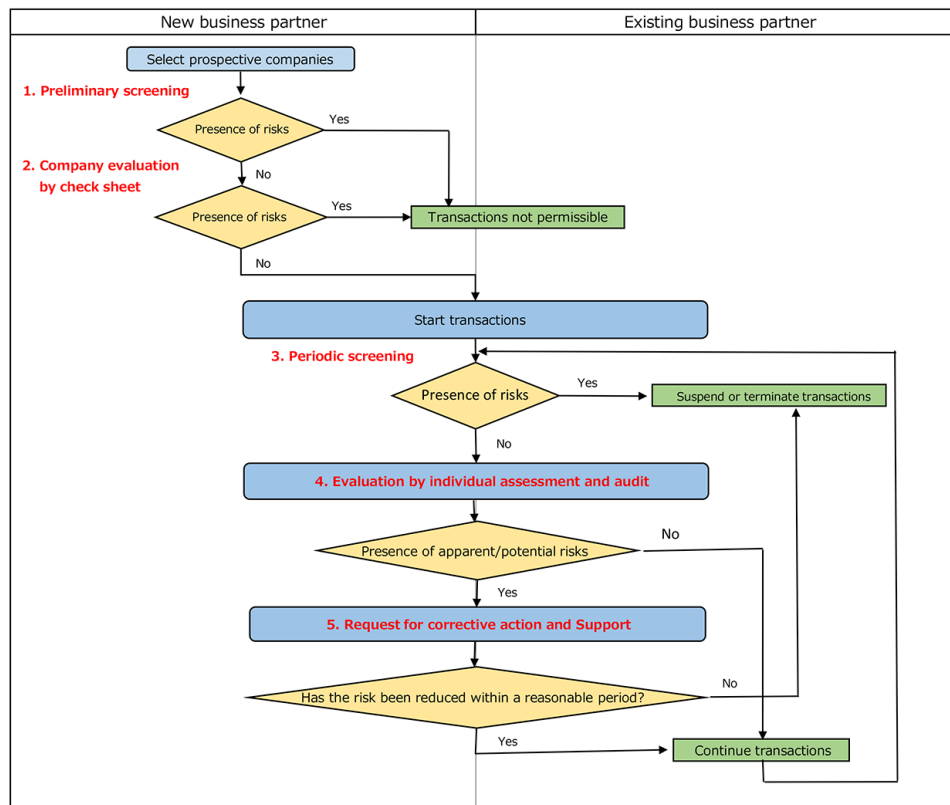 New business partner
Existing business partner
Select prospective companies
1. Preliminary screening
Presence of risks
Yes
2. Company evaluation
by check sheet
No
Presence of risks
Yes
Transactions not permissible
No
Start transactions
3. Periodic screening
Presence of risks
Yes
Suspend or terminate transactions
No
4. Evaluation by individual assessment and audit
Presence of apparent/potential risks
No
Yes
5. Request for corrective action and Support
Has the risk been reduced within a reasonable period?
No
Yes
Continue transactions